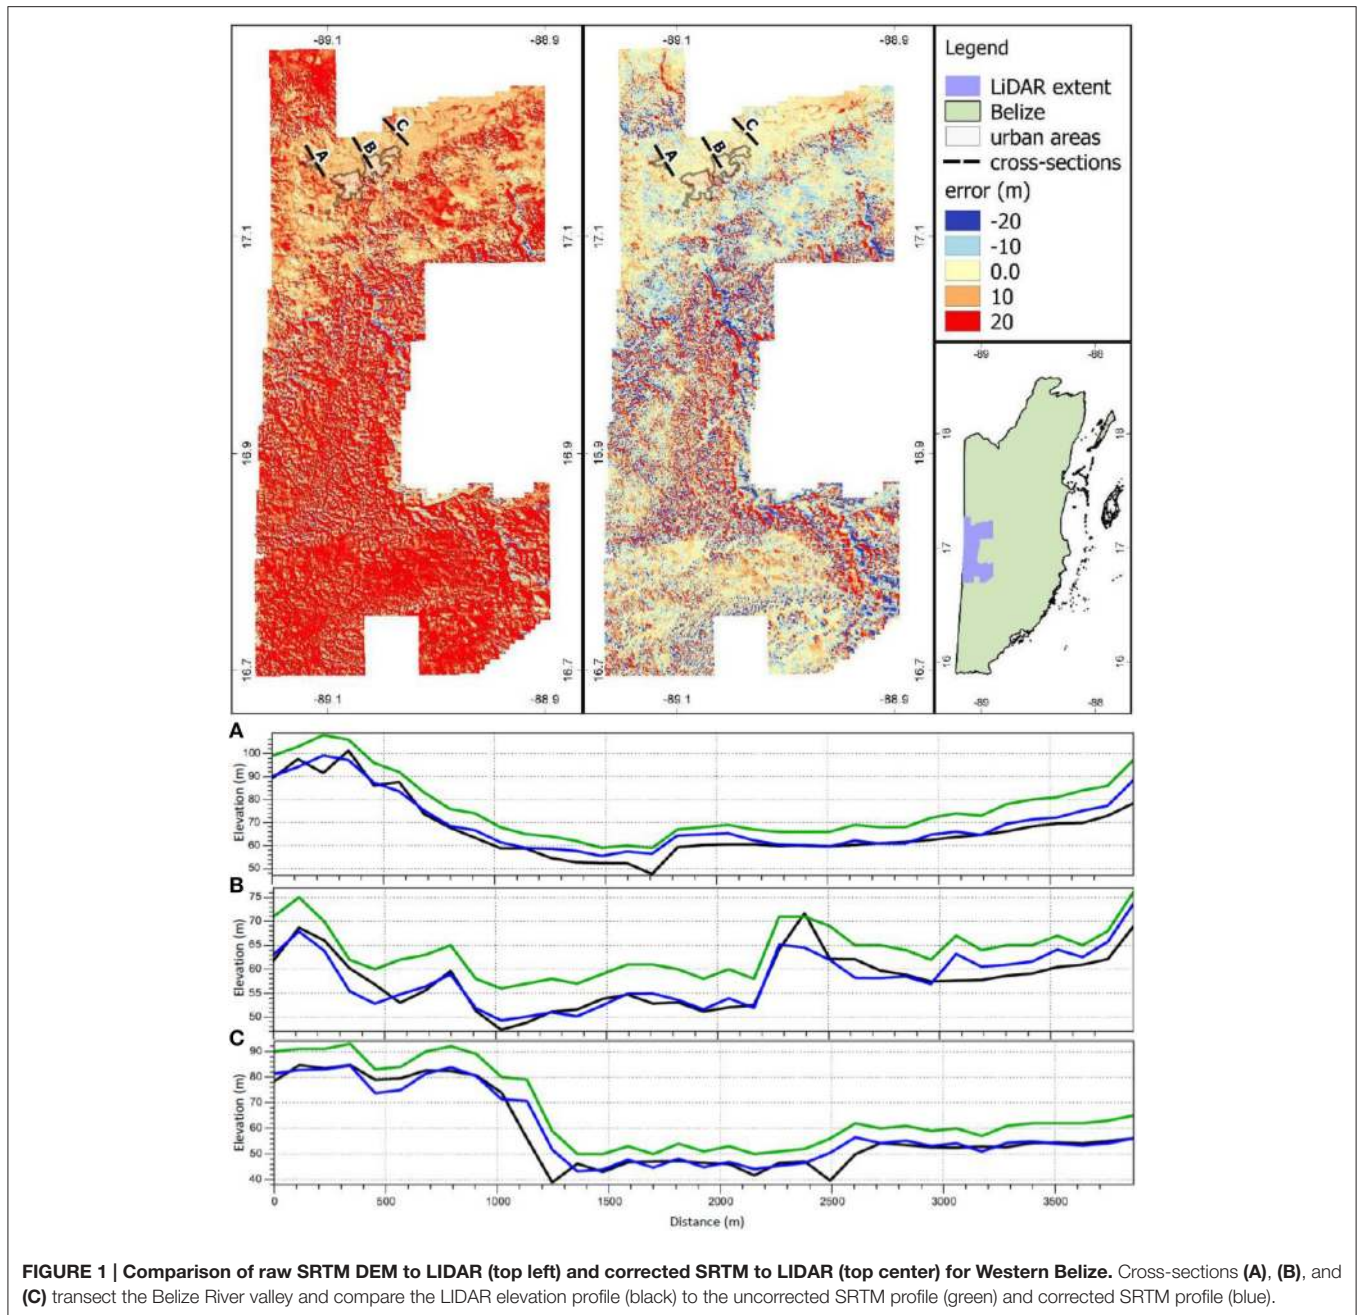 -89.1
-88.9
-89.1
-88.9
Legend
LiDAR extent
Belize
urban areas
cross-sections
error (m)
-20
-10
0.0
10
20
A
B
C
A
B
C
17.1
17.1
17.1
16.9
16.9
16.9
16.7
16.7
16.7
-89.1
-88.9
-89.1
-88.9
-89
-88
18
18
17
17
16
16
-89
-88
A
Elevation (m)
100
90
80
70
60
50
B
Elevation (m)
75
70
65
60
55
50
C
Elevation (m)
90
80
70
60
50
40
0
500
1000
1500
2000
2500
3000
3500
Distance (m)
FIGURE 1 | Comparison of raw SRTM DEM to LIDAR (top left) and corrected SRTM to LIDAR (top center) for Western Belize. Cross-sections (A), (B), and
(C) transect the Belize River valley and compare the LIDAR elevation profile (black) to the uncorrected SRTM profile (green) and corrected SRTM profile (blue).